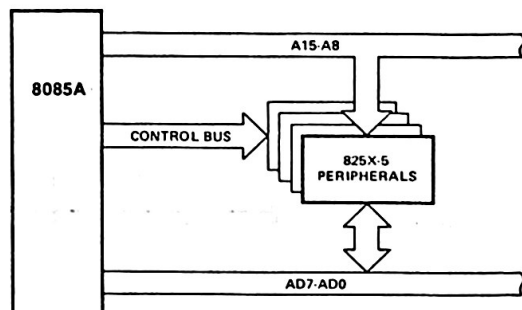 A15-A8
8085A
CONTROL BUS
825X-5
PERIPHERALS
AD7-AD0